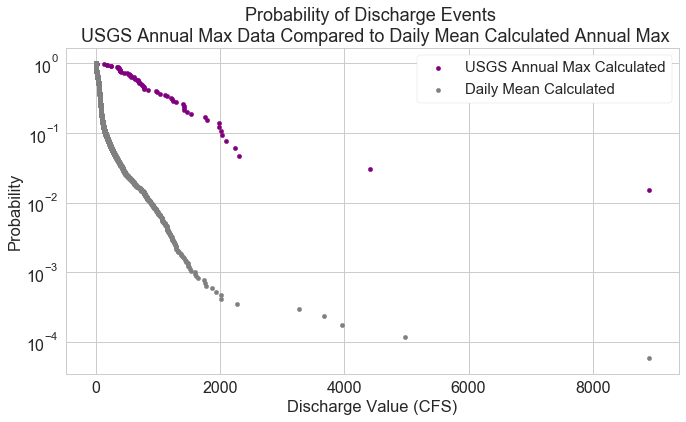 Probability of Discharge Events
USGS Annual Max Data Compared to Daily Mean Calculated Annual Max
USGS Annual Max Calculated
Daily Mean Calculated
10⁰
10⁻¹
10⁻²
10⁻³
10⁻⁴
Probability
0 2000 4000 6000 8000
Discharge Value (CFS)